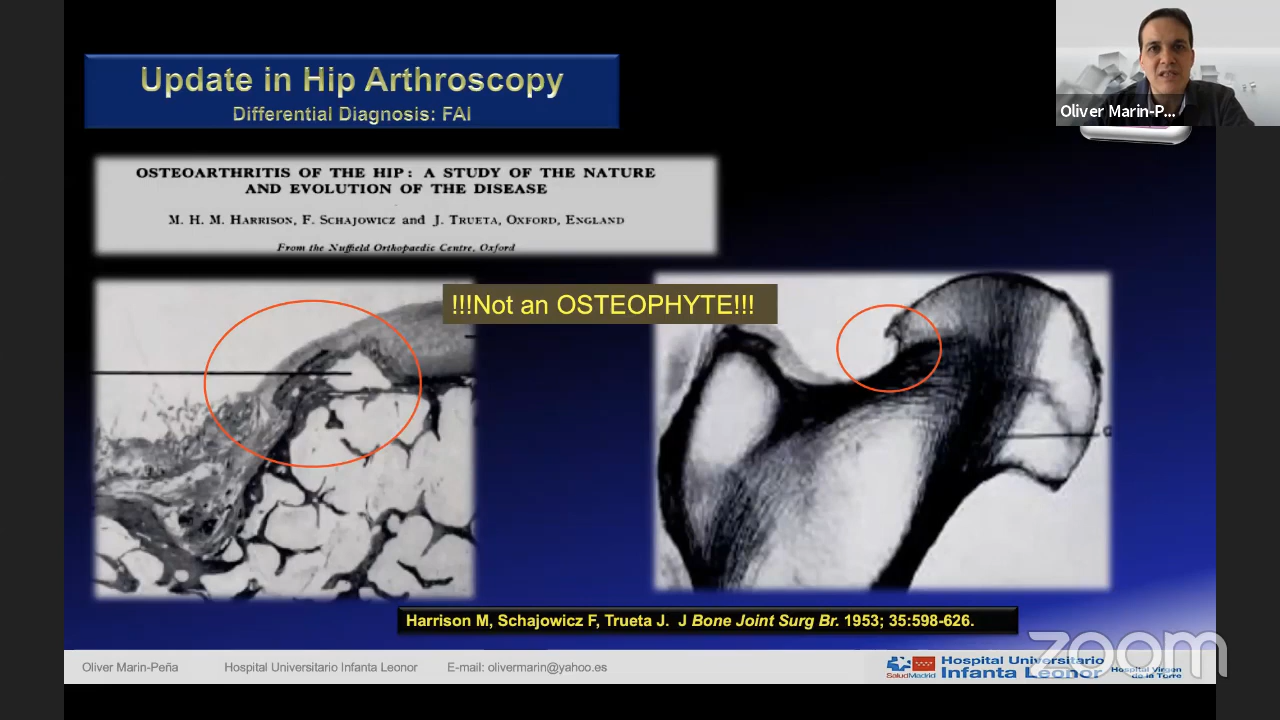 Update in Hip Arthroscopy
Differential Diagnosis: FAI
Oliver Marin-P...
OSTEOARTHRITIS OF THE HIP: A STUDY OF THE NATURE
AND EVOLUTION OF THE DISEASE
M. H. M. HARRISON, F. SCHAJOWICZ and J. TRUETA, OXFORD, ENGLAND
From the Nuffield Orthopaedic Centre, Oxford
!!!Not an OSTEOPHYTE!!!
Harrison M, Schajowicz F, Trueta J. J Bone Joint Surg Br. 1953; 35:598-626.
zoom
Oliver Marin-Peña
Hospital Universitario Infanta Leonor
E-mail: olivermarin@yahoo.es
SaludMadrid
Hospital Universitario
Infanta Leonor
Hospital Virgen
de la Torre